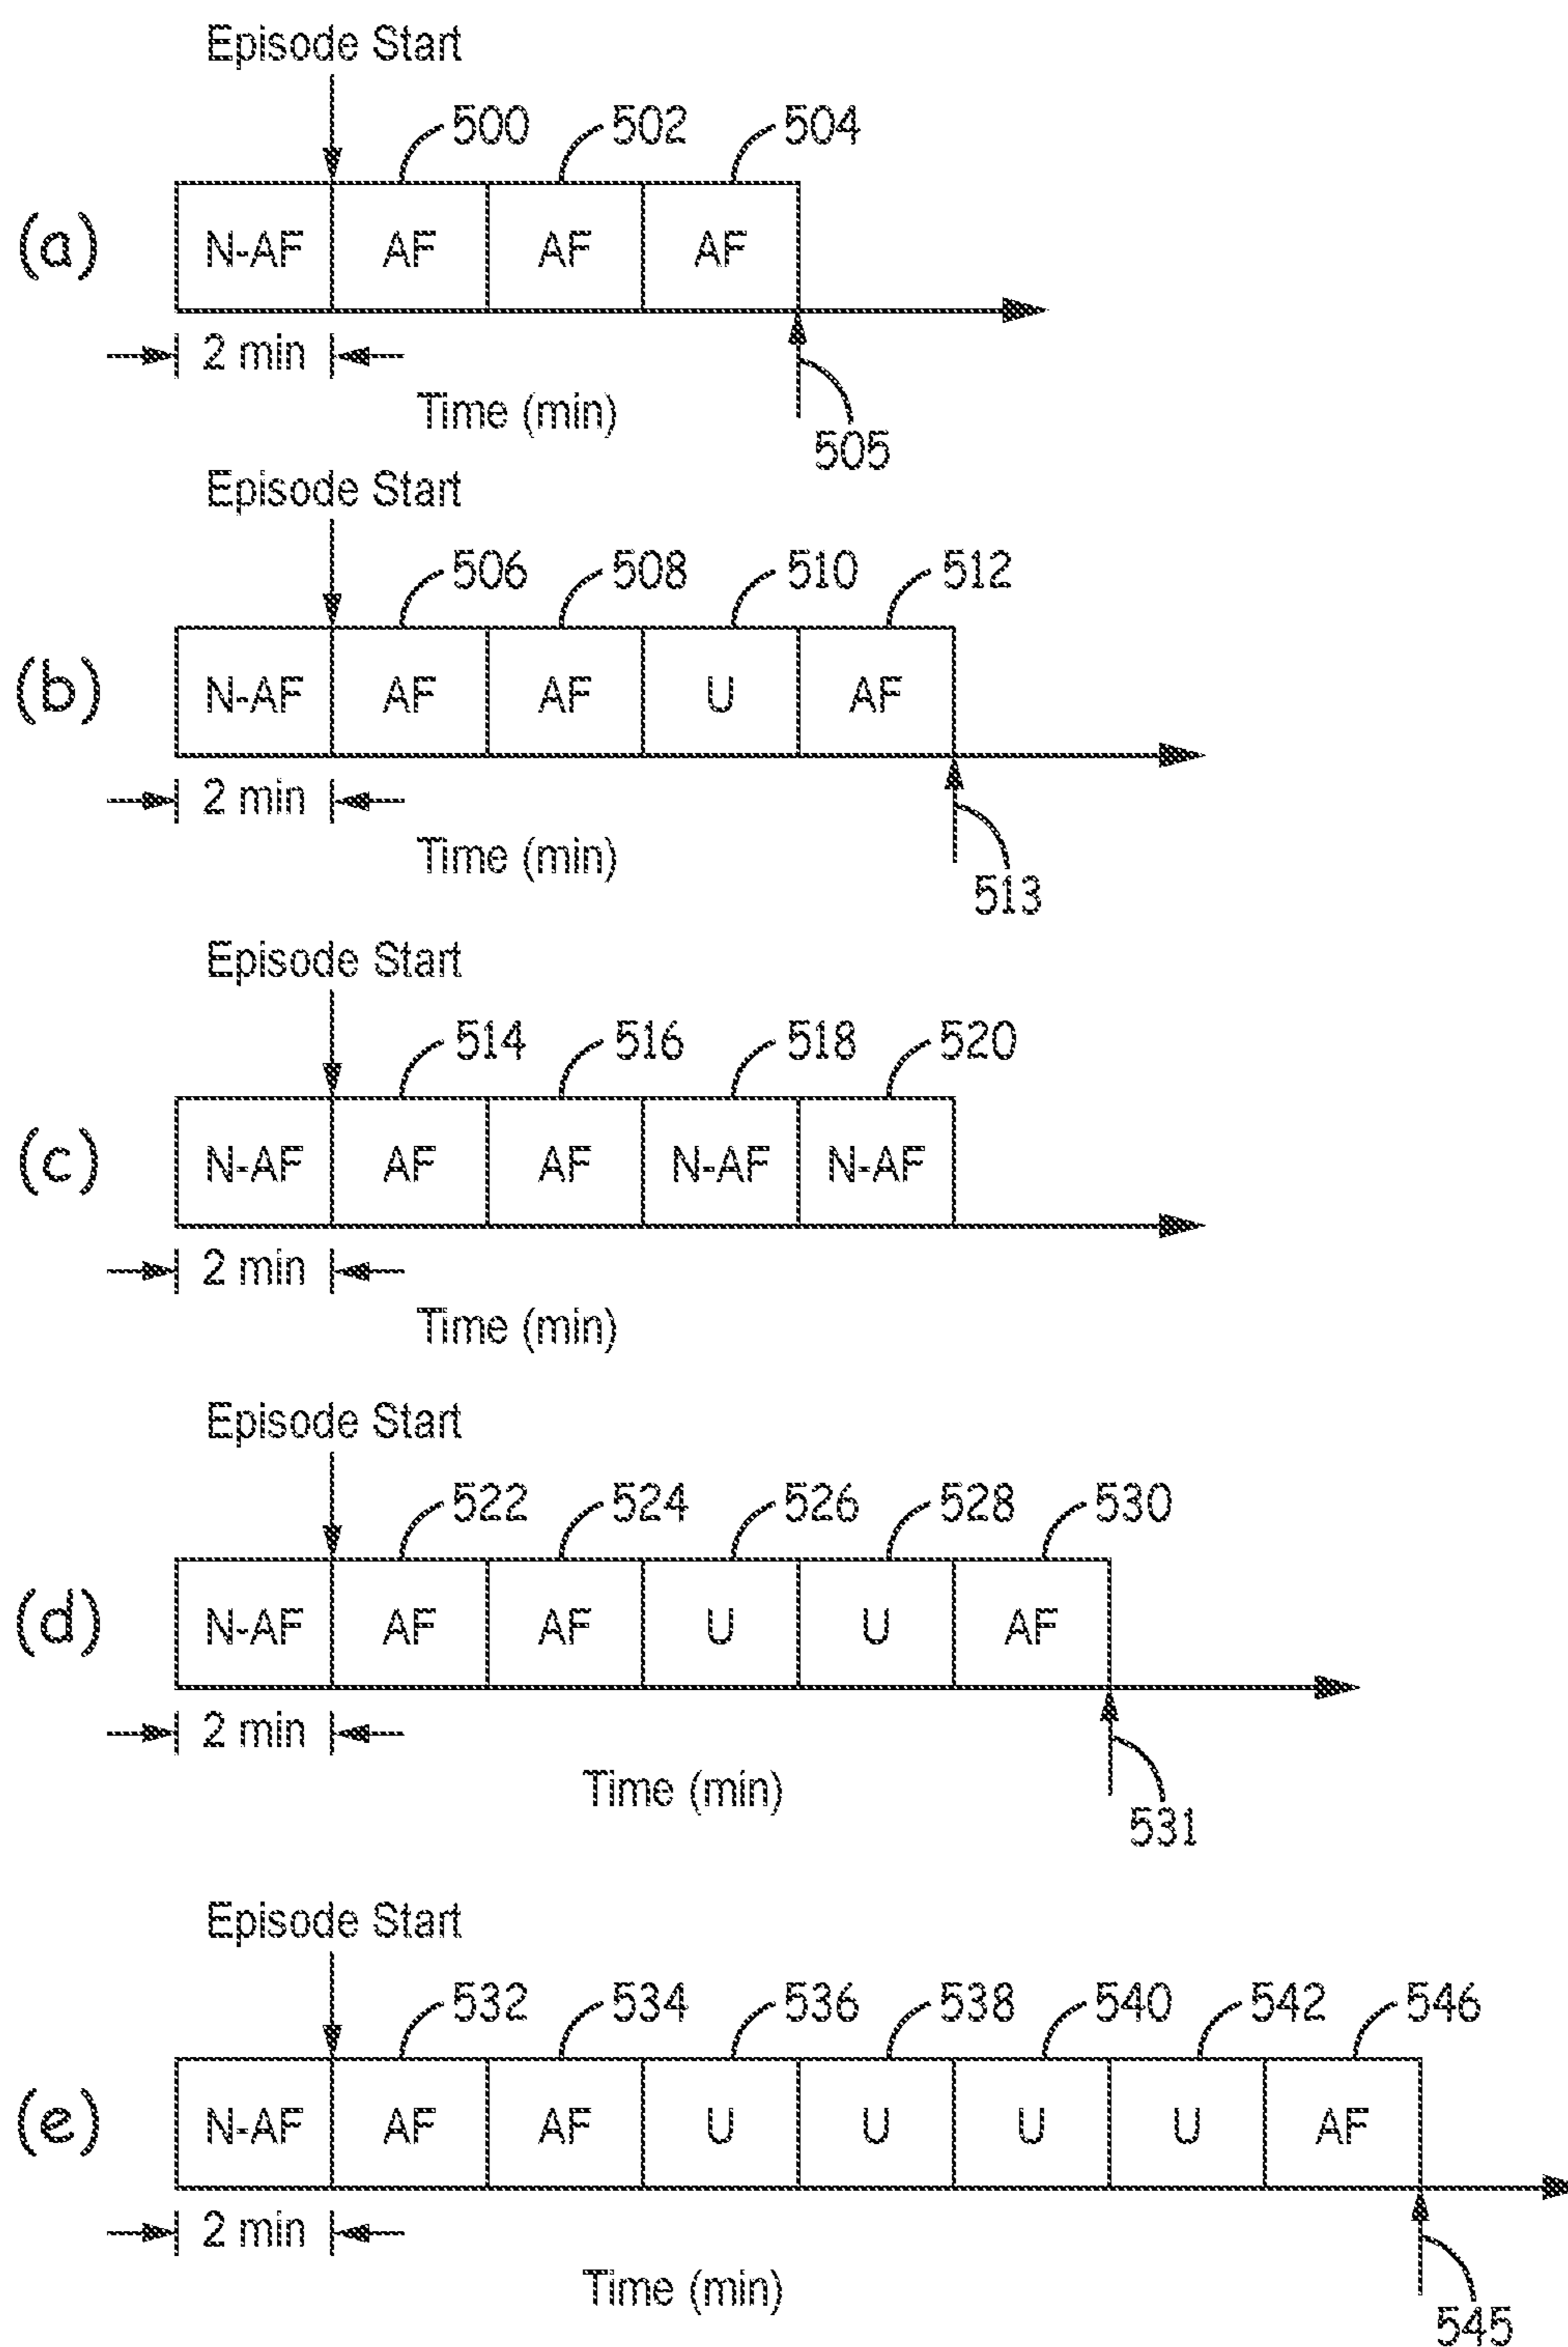 Episode Start
500 502 504
(a) N-AF AF AF AF
2 min
Time (min)
505
Episode Start
506 508 510 512
(b) N-AF AF AF U AF
2 min
Time (min)
513
Episode Start
514 516 518 520
(c) N-AF AF AF N-AF N-AF
2 min
Time (min)
Episode Start
522 524 526 528 530
(d) N-AF AF AF U U AF
2 min
Time (min)
531
Episode Start
532 534 536 538 540 542 546
(e) N-AF AF AF U U U U AF
2 min
Time (min)
545